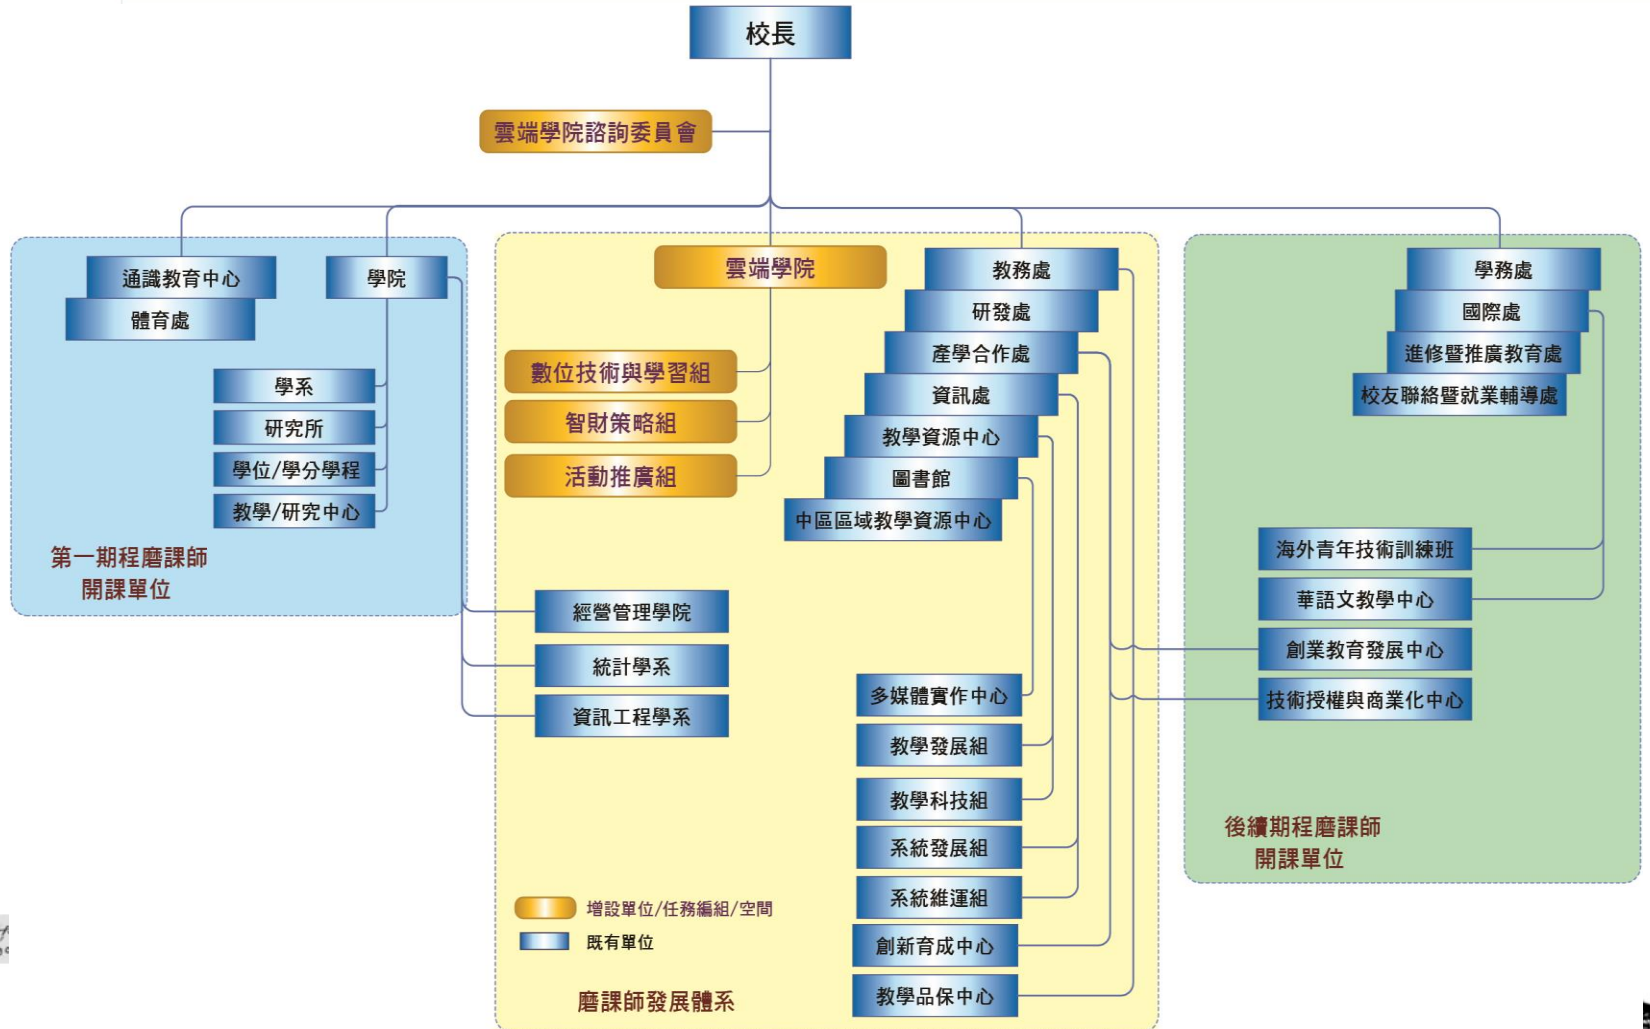 校長
雲端學院諮詢委員會
通識教育中心
體育處
學院
學系
研究所
學位/學分學程
教學/研究中心
第一期程磨課師
開課單位
雲端學院
數位技術與學習組
智財策略組
活動推廣組
經營管理學院
統計學系
資訊工程學系
教務處
研發處
產學合作處
資訊處
教學資源中心
圖書館
中區區域教學資源中心
多媒體實作中心
教學發展組
教學科技組
系統發展組
系統維運組
創新育成中心
教學品保中心
增設單位/任務編組/空間
既有單位
磨課師發展體系
學務處
國際處
進修暨推廣教育處
校友聯絡暨就業輔導處
海外青年技術訓練班
華語文教學中心
創業教育發展中心
技術授權與商業化中心
後續期程磨課師
開課單位